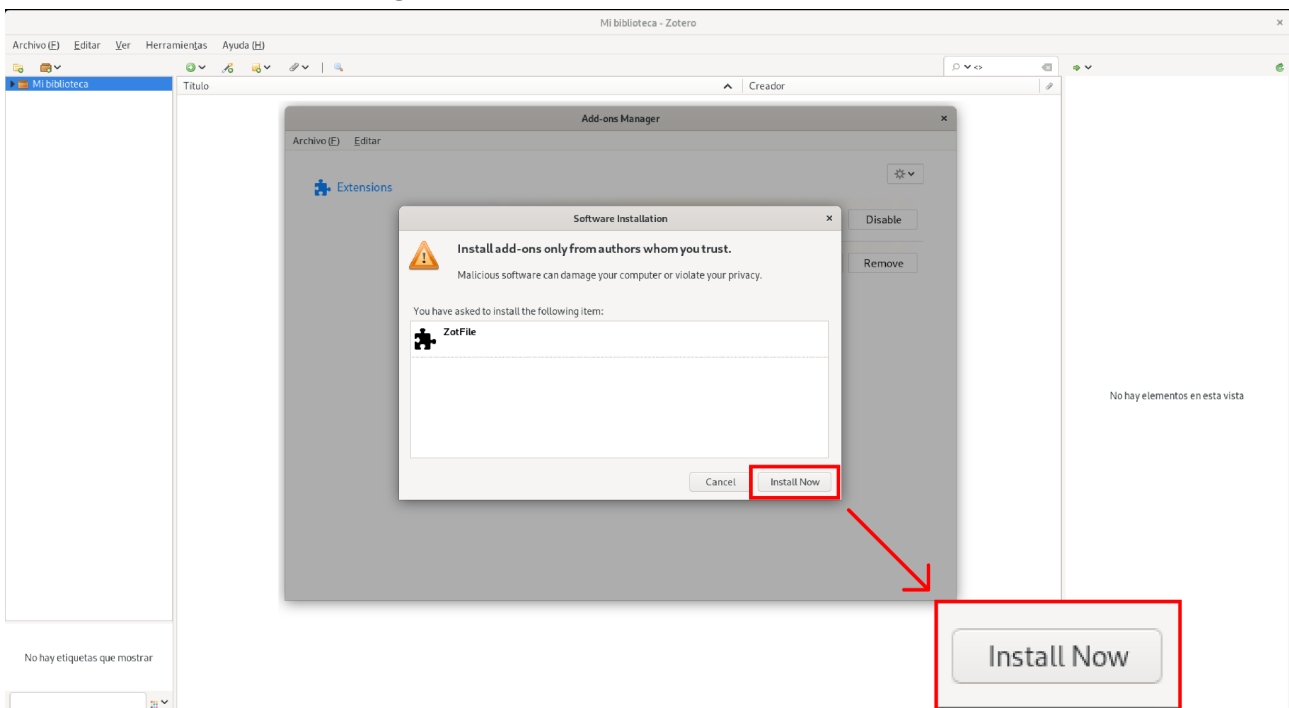 Mi biblioteca - Zotero
Archivo (F) Editar Ver Herramientas Ayuda (H)
Mi biblioteca
Título Creador
Add-ons Manager
Archivo (F) Editar
Extensions
Software Installation
Disable
Install add-ons only from authors whom you trust.
Remove
Malicious software can damage your computer or violate your privacy.
You have asked to install the following item:
ZotFile
No hay elementos en esta vista
Cancel Install Now
Install Now
No hay etiquetas que mostrar